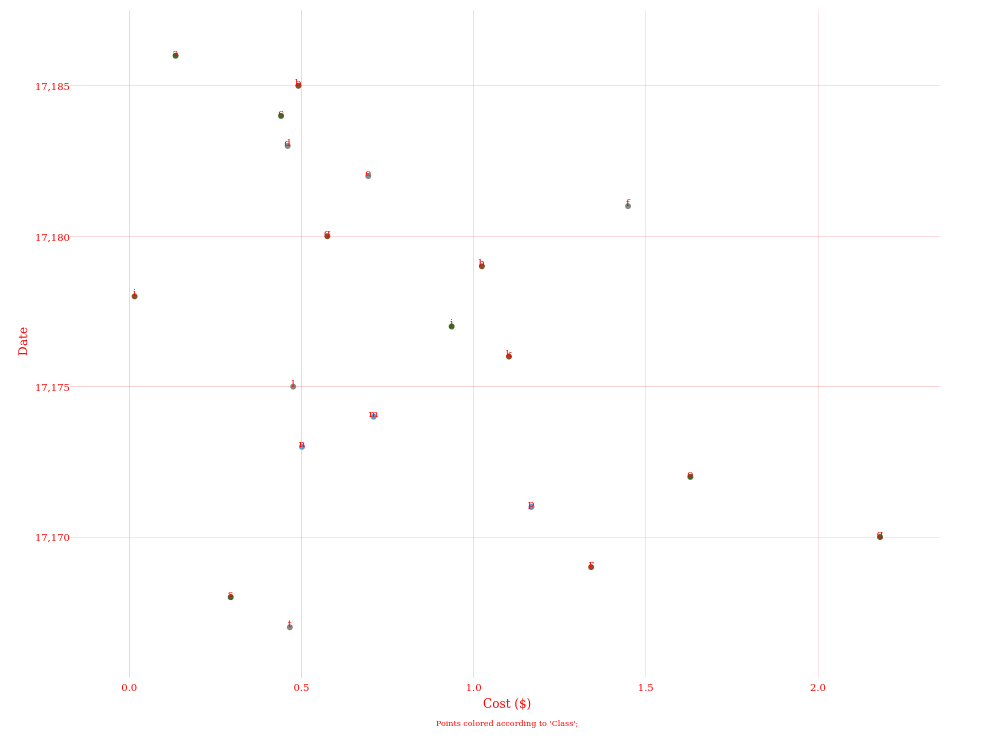 a
b
17,185
c
d
e
f
17,180
g
h
i
j
k
17,175
l
m
n
o
p
17,170
q
r
s
t
Date
0.0 0.5 1.0 1.5 2.0
Cost ($)
Points colored according to 'Class';